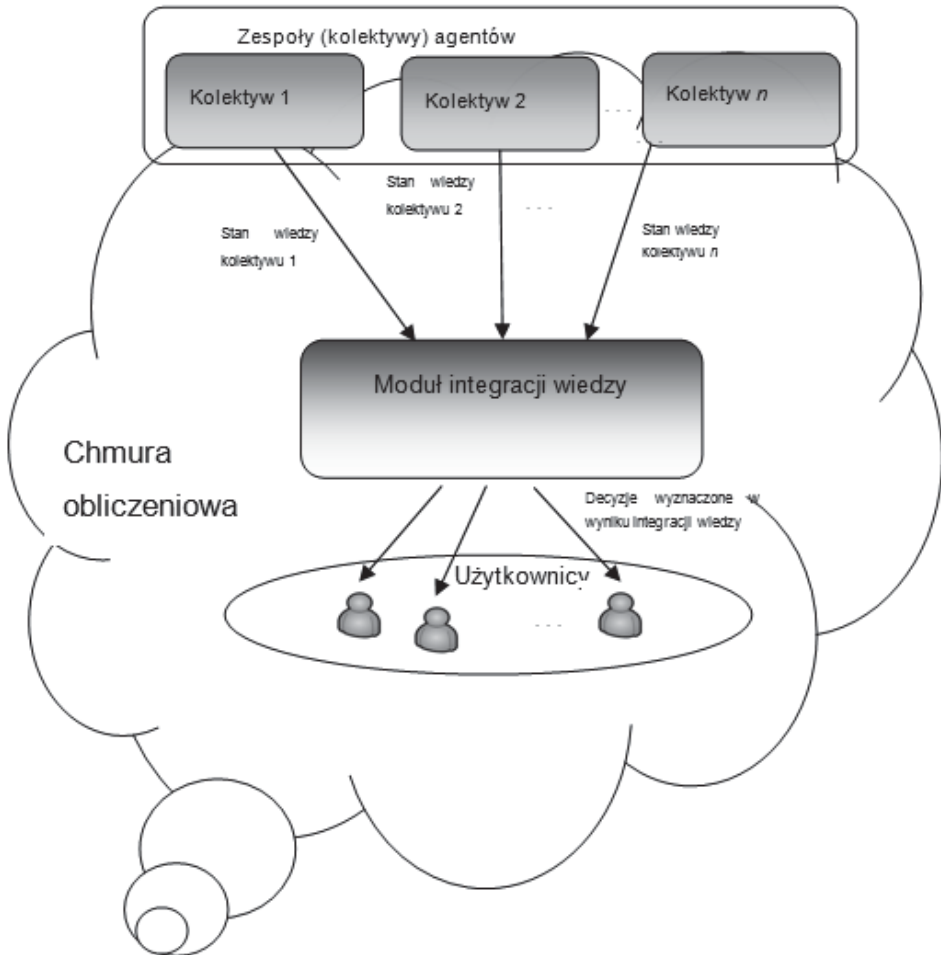 Zespoły (kolektywy) agentów
Kolektyw 1
Kolektyw 2
. . .
Kolektyw n
. . .
Stan wiedzy
kolektywu 1
Stan wiedzy
kolektywu 2
. . .
Stan wiedzy
kolektywu n
Moduł integracji wiedzy
Chmura
obliczeniowa
Decyzje wyznaczone w
wyniku integracji wiedzy
Użytkownicy
. . .